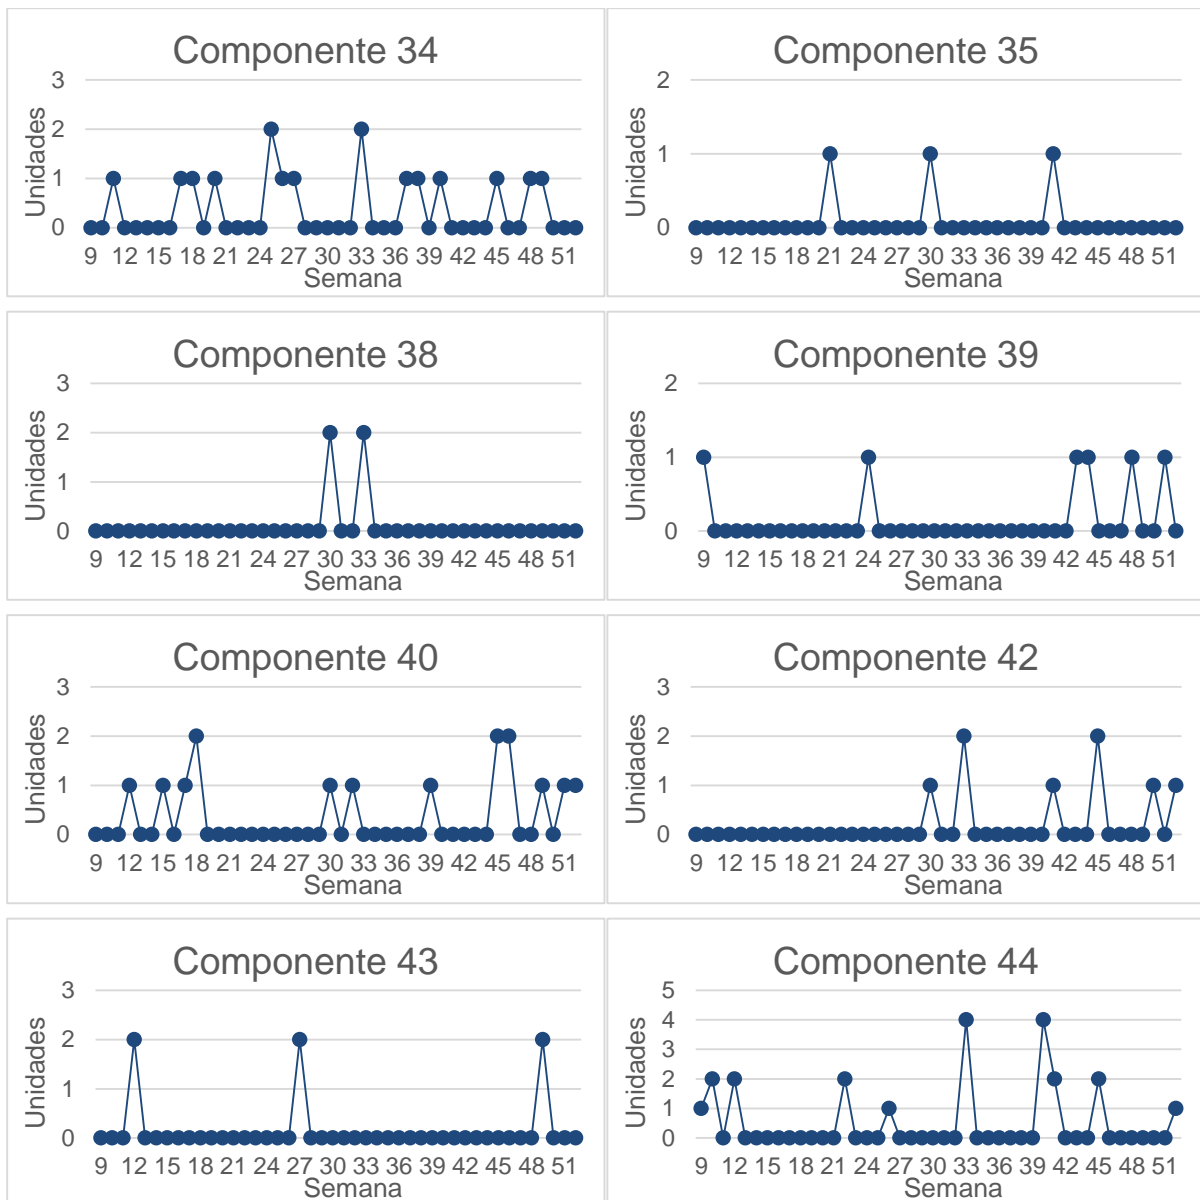 Componente 34
Unidades
3
2
1
0
9 12 15 18 21 24 27 30 33 36 39 42 45 48 51
Semana
Componente 35
Unidades
2
1
0
9 12 15 18 21 24 27 30 33 36 39 42 45 48 51
Semana
Componente 38
Unidades
3
2
1
0
9 12 15 18 21 24 27 30 33 36 39 42 45 48 51
Semana
Componente 39
Unidades
2
1
0
9 12 15 18 21 24 27 30 33 36 39 42 45 48 51
Semana
Componente 40
Unidades
3
2
1
0
9 12 15 18 21 24 27 30 33 36 39 42 45 48 51
Semana
Componente 42
Unidades
3
2
1
0
9 12 15 18 21 24 27 30 33 36 39 42 45 48 51
Semana
Componente 43
Unidades
3
2
1
0
9 12 15 18 21 24 27 30 33 36 39 42 45 48 51
Semana
Componente 44
Unidades
5
4
3
2
1
0
9 12 15 18 21 24 27 30 33 36 39 42 45 48 51
Semana